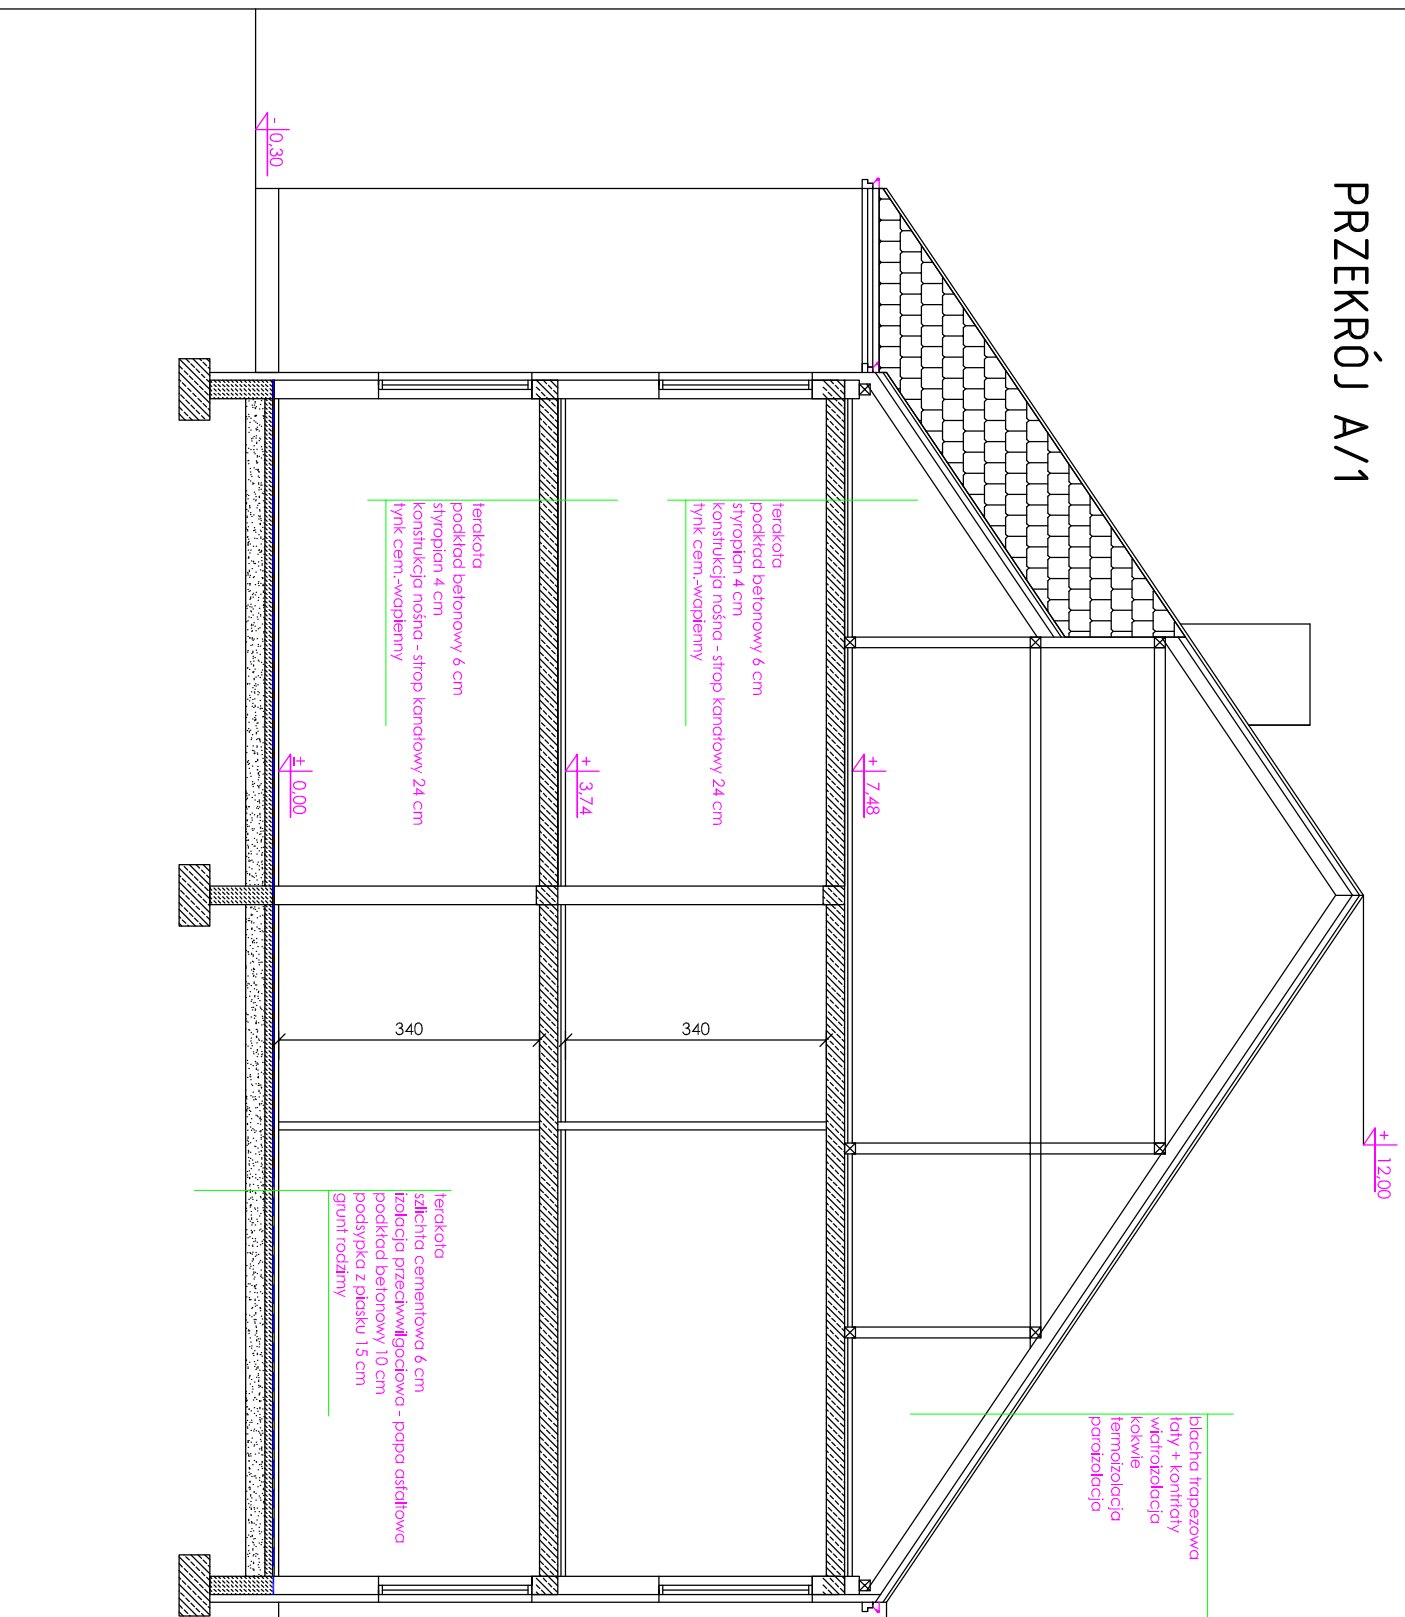 PRZEKRÓJ A/1
+ 12,00
blacha trapezowa
łaty + kontrłaty
wiatroizolacja
kokwie
termoizolacja
paroizolacja
+ 7,48
terakota
podkład betonowy 6 cm
styropian 4 cm
konstrukcja nośna - strop kanałowy 24 cm
tynk cem.-wapienny
340
+ 3,74
terakota
podkład betonowy 6 cm
styropian 4 cm
konstrukcja nośna - strop kanałowy 24 cm
tynk cem.-wapienny
340
terakota
szlichta cementowa 6 cm
izolacja przeciwwilgociowa - papa asfaltowa
podkład betonowy 10 cm
podsypka z piasku 15 cm
grunt rodzimy
± 0,00
- 0,30